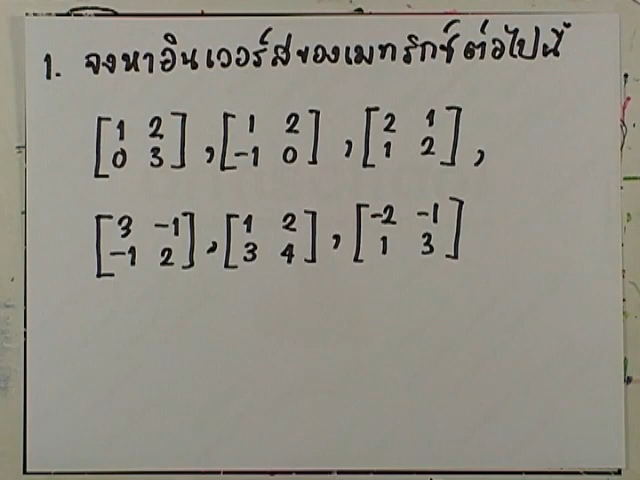 1. จงหาอินเวอร์สของเมทริกซ์ต่อไปนี้
[1 2
0 3] , [1 2
-1 0] , [2 1
1 2] ,
[3 -1
-1 2] , [1 2
3 4] , [-2 -1
1 3]